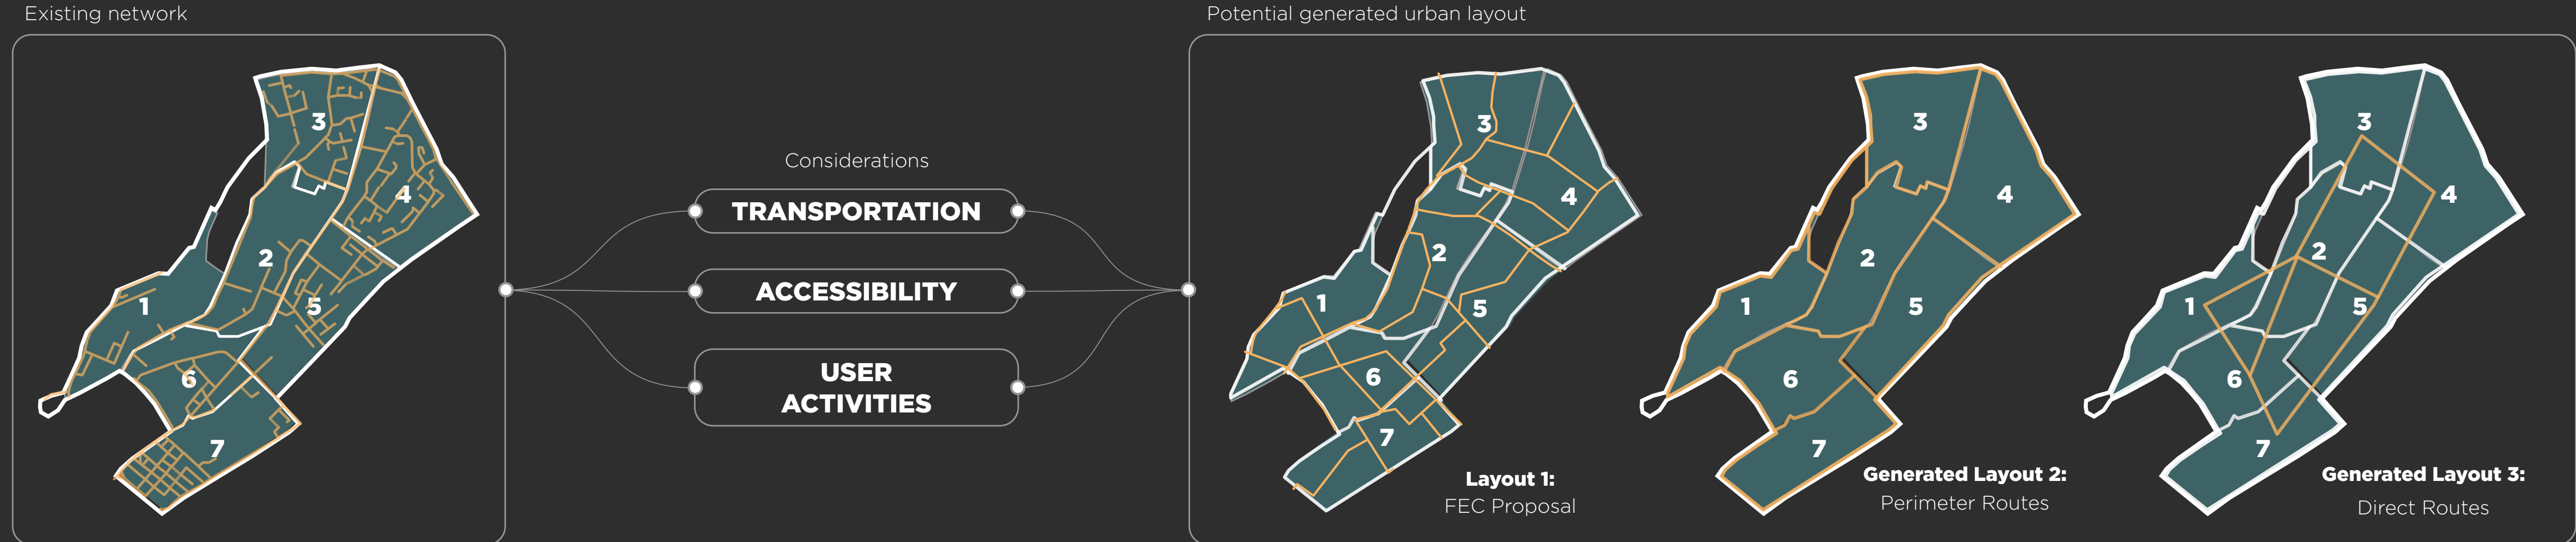 Existing network
3
4
2
1
5
6
7
Considerations
TRANSPORTATION
ACCESSIBILITY
USER
ACTIVITIES
Potential generated urban layout
3
4
2
1
5
6
7
Layout 1:
FEC Proposal
3
4
2
1
5
6
7
Generated Layout 2:
Perimeter Routes
3
4
2
1
5
6
7
Generated Layout 3:
Direct Routes